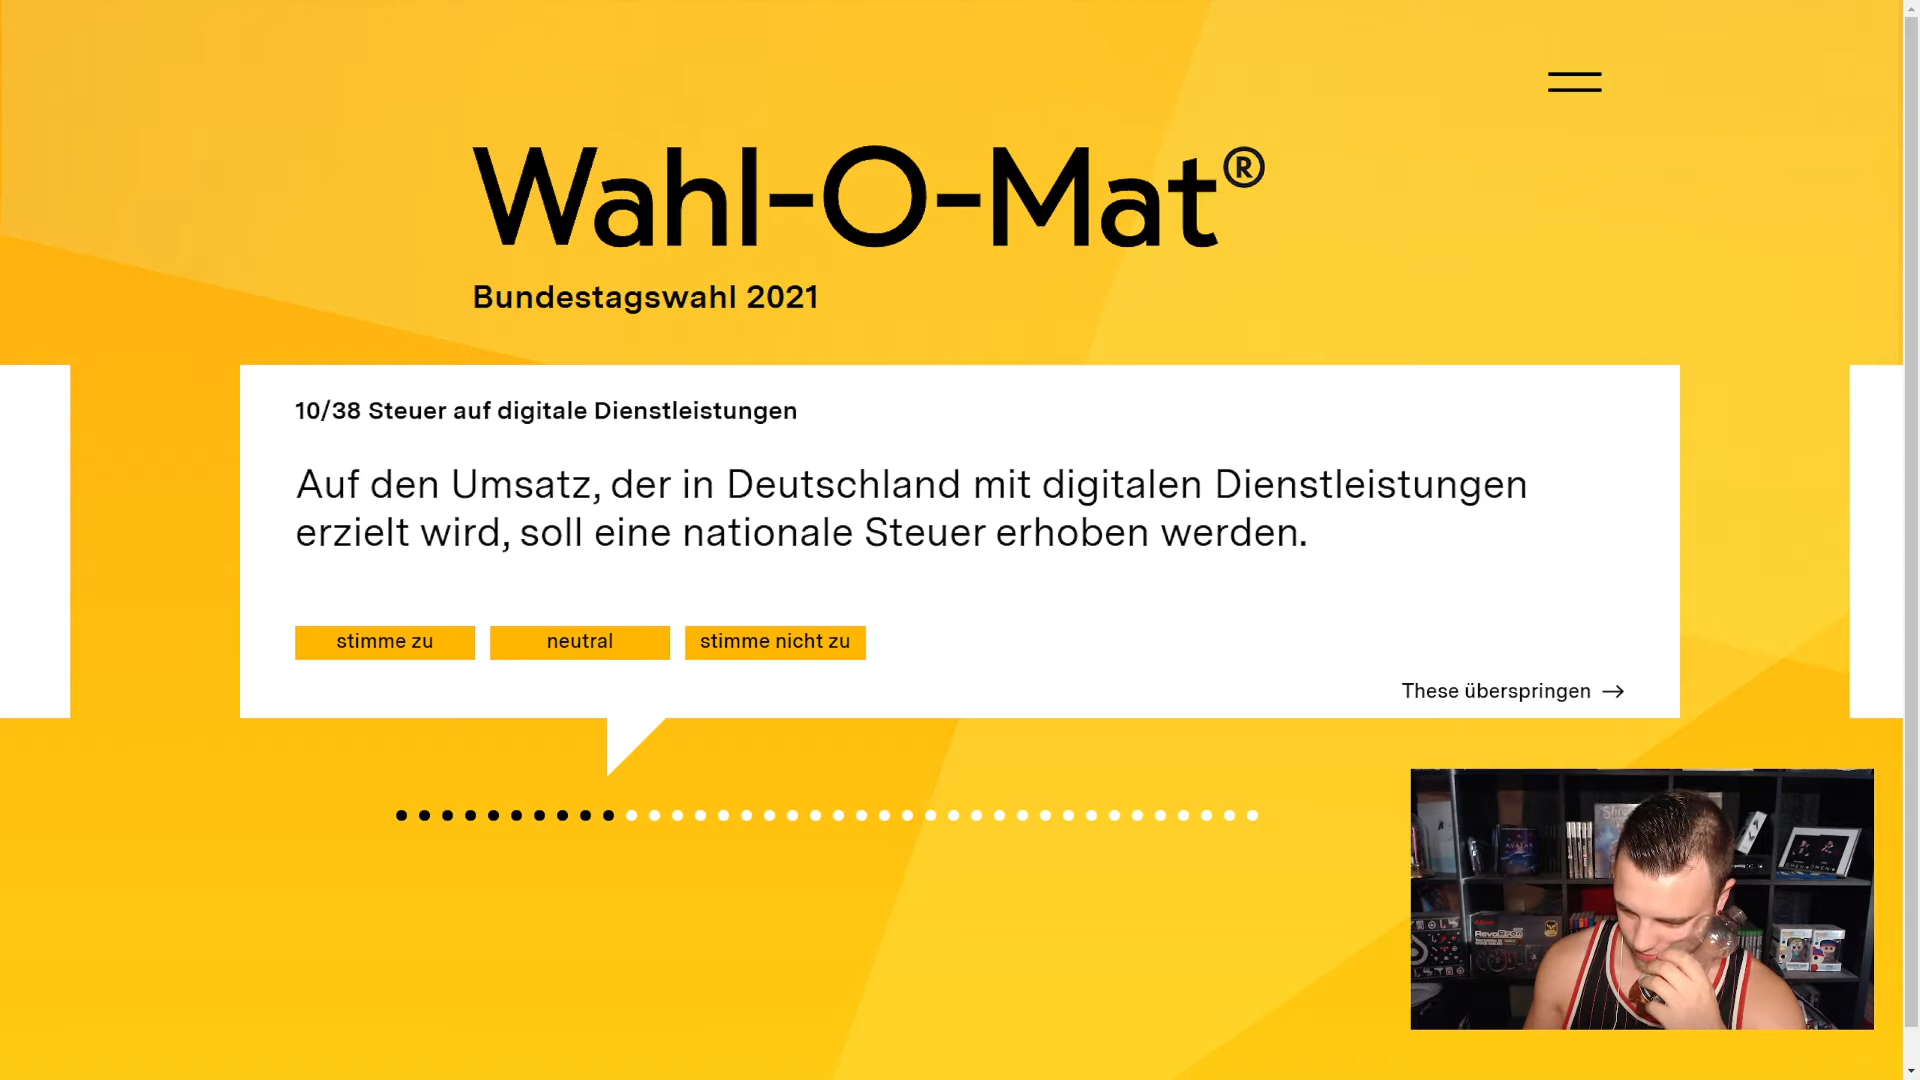 Wahl-O-Mat®
Bundestagswahl 2021
10/38 Steuer auf digitale Dienstleistungen
Auf den Umsatz, der in Deutschland mit digitalen Dienstleistungen
erzielt wird, soll eine nationale Steuer erhoben werden.
stimme zu
neutral
stimme nicht zu
These überspringen →
AVATAR